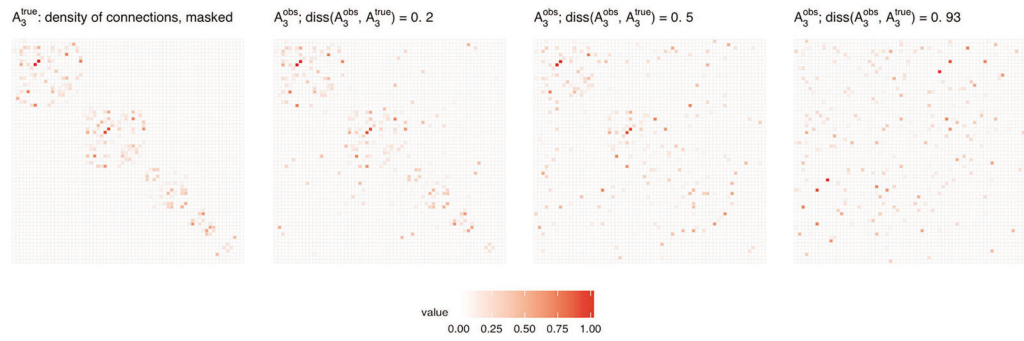 A₃ᵗʳᵘᵉ: density of connections, masked
A₃ᵒᵇˢ; diss(A₃ᵒᵇˢ, A₃ᵗʳᵘᵉ) = 0. 2
A₃ᵒᵇˢ; diss(A₃ᵒᵇˢ, A₃ᵗʳᵘᵉ) = 0. 5
A₃ᵒᵇˢ; diss(A₃ᵒᵇˢ, A₃ᵗʳᵘᵉ) = 0. 93
value
0.00 0.25 0.50 0.75 1.00